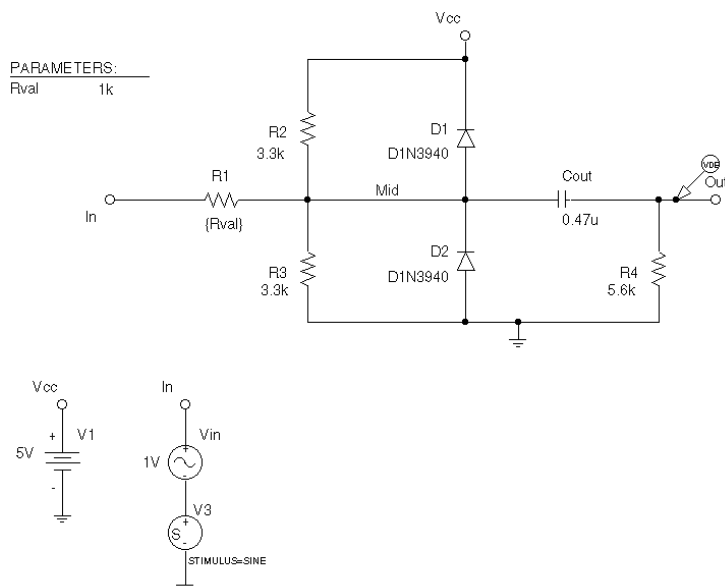 Vcc
PARAMETERS:
Rval 1k
R2
3.3k
D1
D1N3940
R1
{Rval}
In
Mid
Cout
0.47u
VDB
Out
R3
3.3k
D2
D1N3940
R4
5.6k
Vcc
+
V1
5V
-
In
Vin
+
1V
-
V3
+
S
-
STIMULUS=SINE